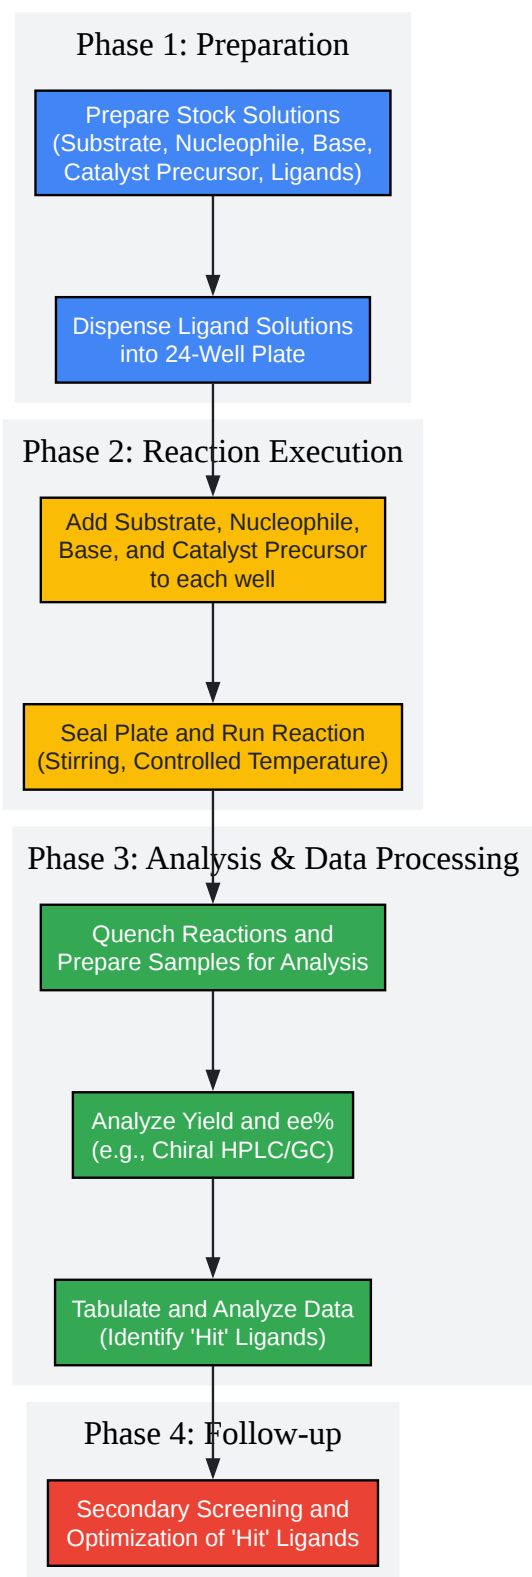 Phase 1: Preparation
Prepare Stock Solutions
(Substrate, Nucleophile, Base,
Catalyst Precursor, Ligands)
Dispense Ligand Solutions
into 24-Well Plate
Phase 2: Reaction Execution
Add Substrate, Nucleophile,
Base, and Catalyst Precursor
to each well
Seal Plate and Run Reaction
(Stirring, Controlled Temperature)
Phase 3: Analysis & Data Processing
Quench Reactions and
Prepare Samples for Analysis
Analyze Yield and ee%
(e.g., Chiral HPLC/GC)
Tabulate and Analyze Data
(Identify 'Hit' Ligands)
Phase 4: Follow-up
Secondary Screening and
Optimization of 'Hit' Ligands